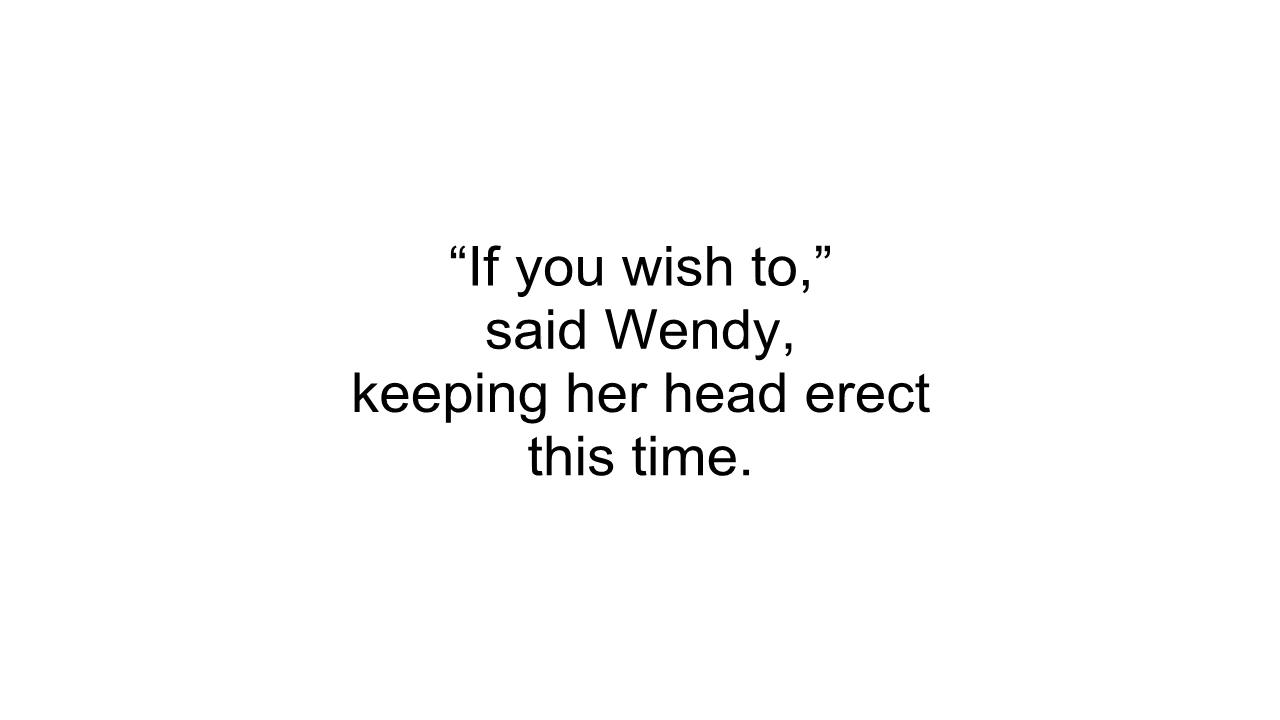 “If you wish to,”
said Wendy,
keeping her head erect
this time.